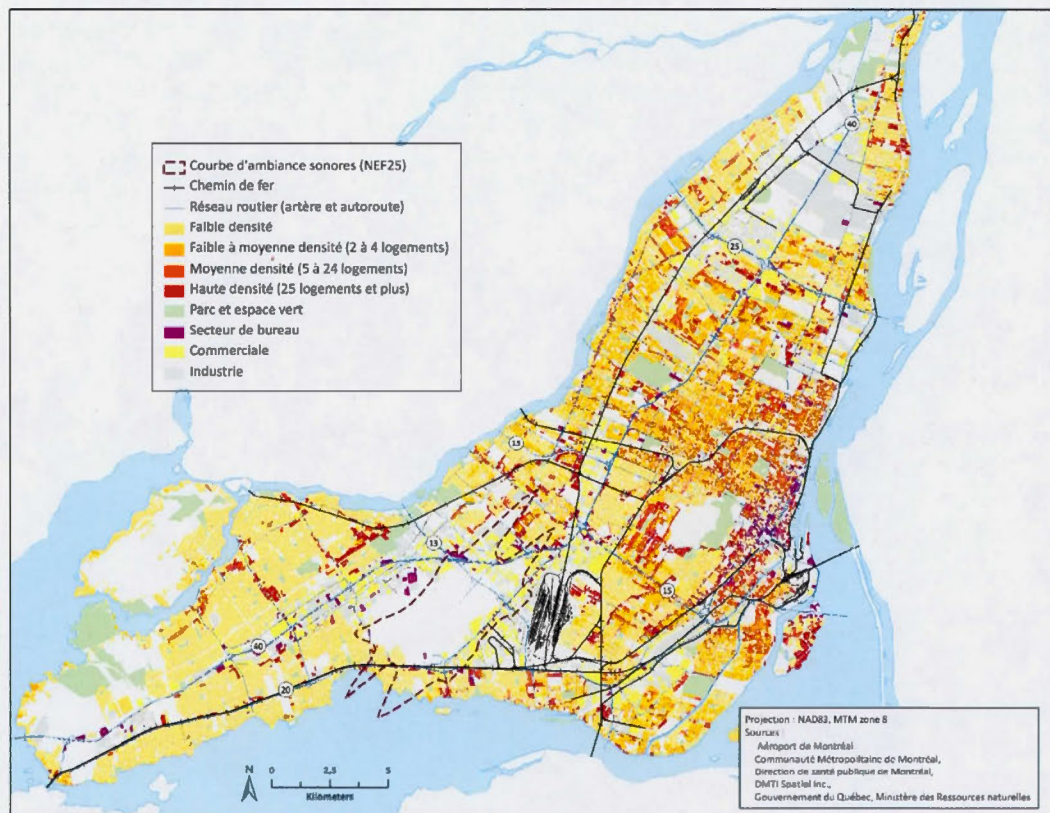 Courbe d'ambiance sonores (NEF25)
Chemin de fer
Réseau routier (artère et autoroute)
Faible densité
Faible à moyenne densité (2 à 4 logements)
Moyenne densité (5 à 24 logements)
Haute densité (25 logements et plus)
Parc et espace vert
Secteur de bureau
Commerciale
Industrie
40
25
13
13
15
40
20
N
0 2,5 5
Kilometers
Projection : NAD83, MTM zone 8
Sources
Aéroport de Montréal
Communauté Métropolitaine de Montréal,
Direction de santé publique de Montréal,
DMTI Spatial Inc.,
Gouvernement du Québec, Ministère des Ressources naturelles